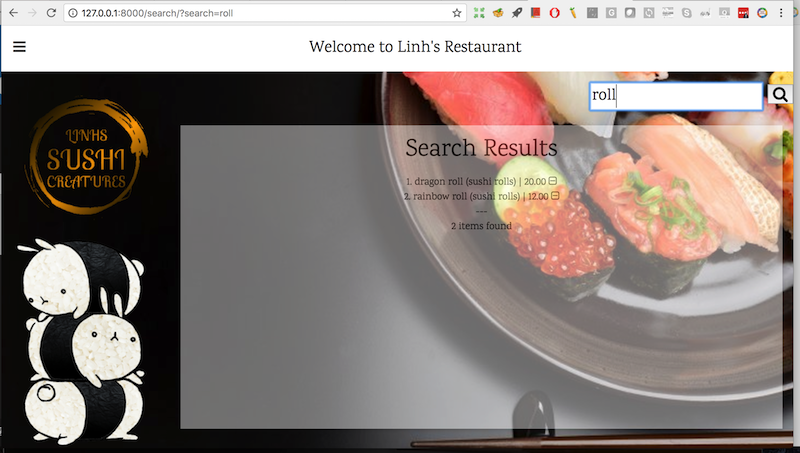 127.0.0.1:8000/search/?search=roll
Welcome to Linh's Restaurant
roll
LINHS
SUSHI
CREATURES
Search Results
1. dragon roll (sushi rolls) | 20.00
2. rainbow roll (sushi rolls) | 12.00
---
2 items found